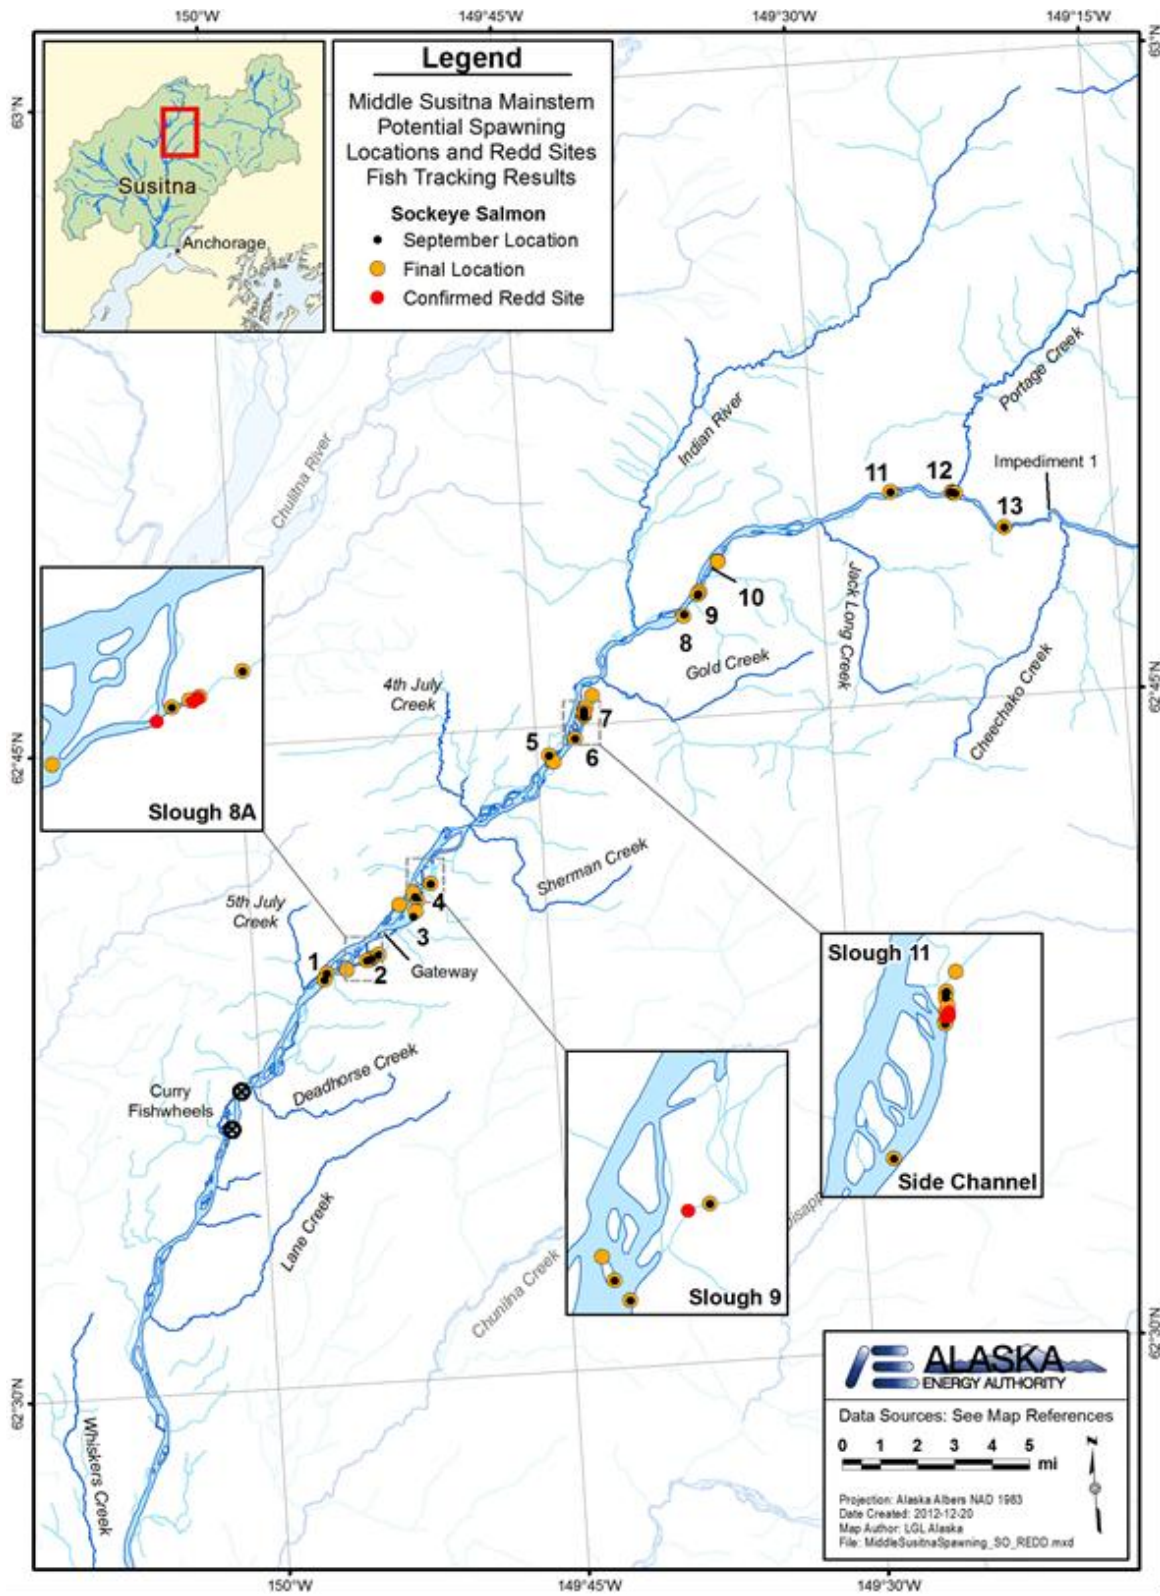 150°W
149°45'W
149°30'W
149°15'W
63°N
63°N
Susitna
Anchorage
Legend
Middle Susitna Mainstem
Potential Spawning
Locations and Redd Sites
Fish Tracking Results
Sockeye Salmon
September Location
Final Location
Confirmed Redd Site
Chulitna River
Indian River
Portage Creek
Impediment 1
11
12
13
10
9
8
Jack Long Creek
Gold Creek
Cheechako Creek
4th July
Creek
7
6
5
62°45'N
62°45'N
Slough 8A
Sherman Creek
5th July
Creek
4
3
1
2
Gateway
Slough 11
Side Channel
Curry
Fishwheels
Deadhorse Creek
Lane Creek
Chunilna Creek
Disapp
Slough 9
Whiskers Creek
62°30'N
62°30'N
ALASKA
ENERGY AUTHORITY
Data Sources: See Map References
0 1 2 3 4 5
mi
N
Projection: Alaska Albers NAD 1983
Date Created: 2012-12-20
Map Author: LGL Alaska
File: MiddleSusitnaSpawning_SO_REDD.mxd
150°W
149°45'W
149°30'W